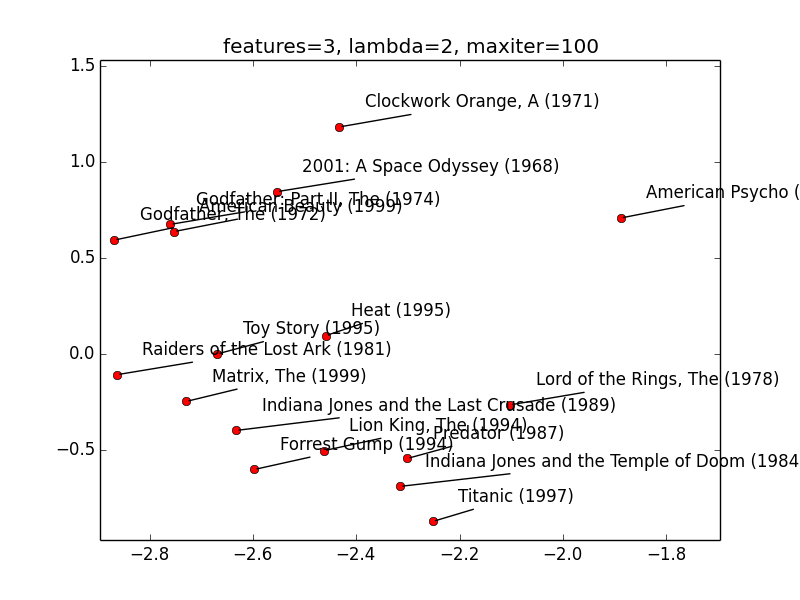 features=3, lambda=2, maxiter=100
1.5
Clockwork Orange, A (1971)
1.0
2001: A Space Odyssey (1968)
American Psycho (
Godfather: Part II, The (1974)
American Beauty (1999)
Godfather, The (1972)
0.5
Heat (1995)
Toy Story (1995)
0.0
Raiders of the Lost Ark (1981)
Matrix, The (1999)
Lord of the Rings, The (1978)
Indiana Jones and the Last Crusade (1989)
Lion King, The (1994)
Predator (1987)
−0.5
Forrest Gump (1994)
Indiana Jones and the Temple of Doom (1984
Titanic (1997)
−2.8 −2.6 −2.4 −2.2 −2.0 −1.8